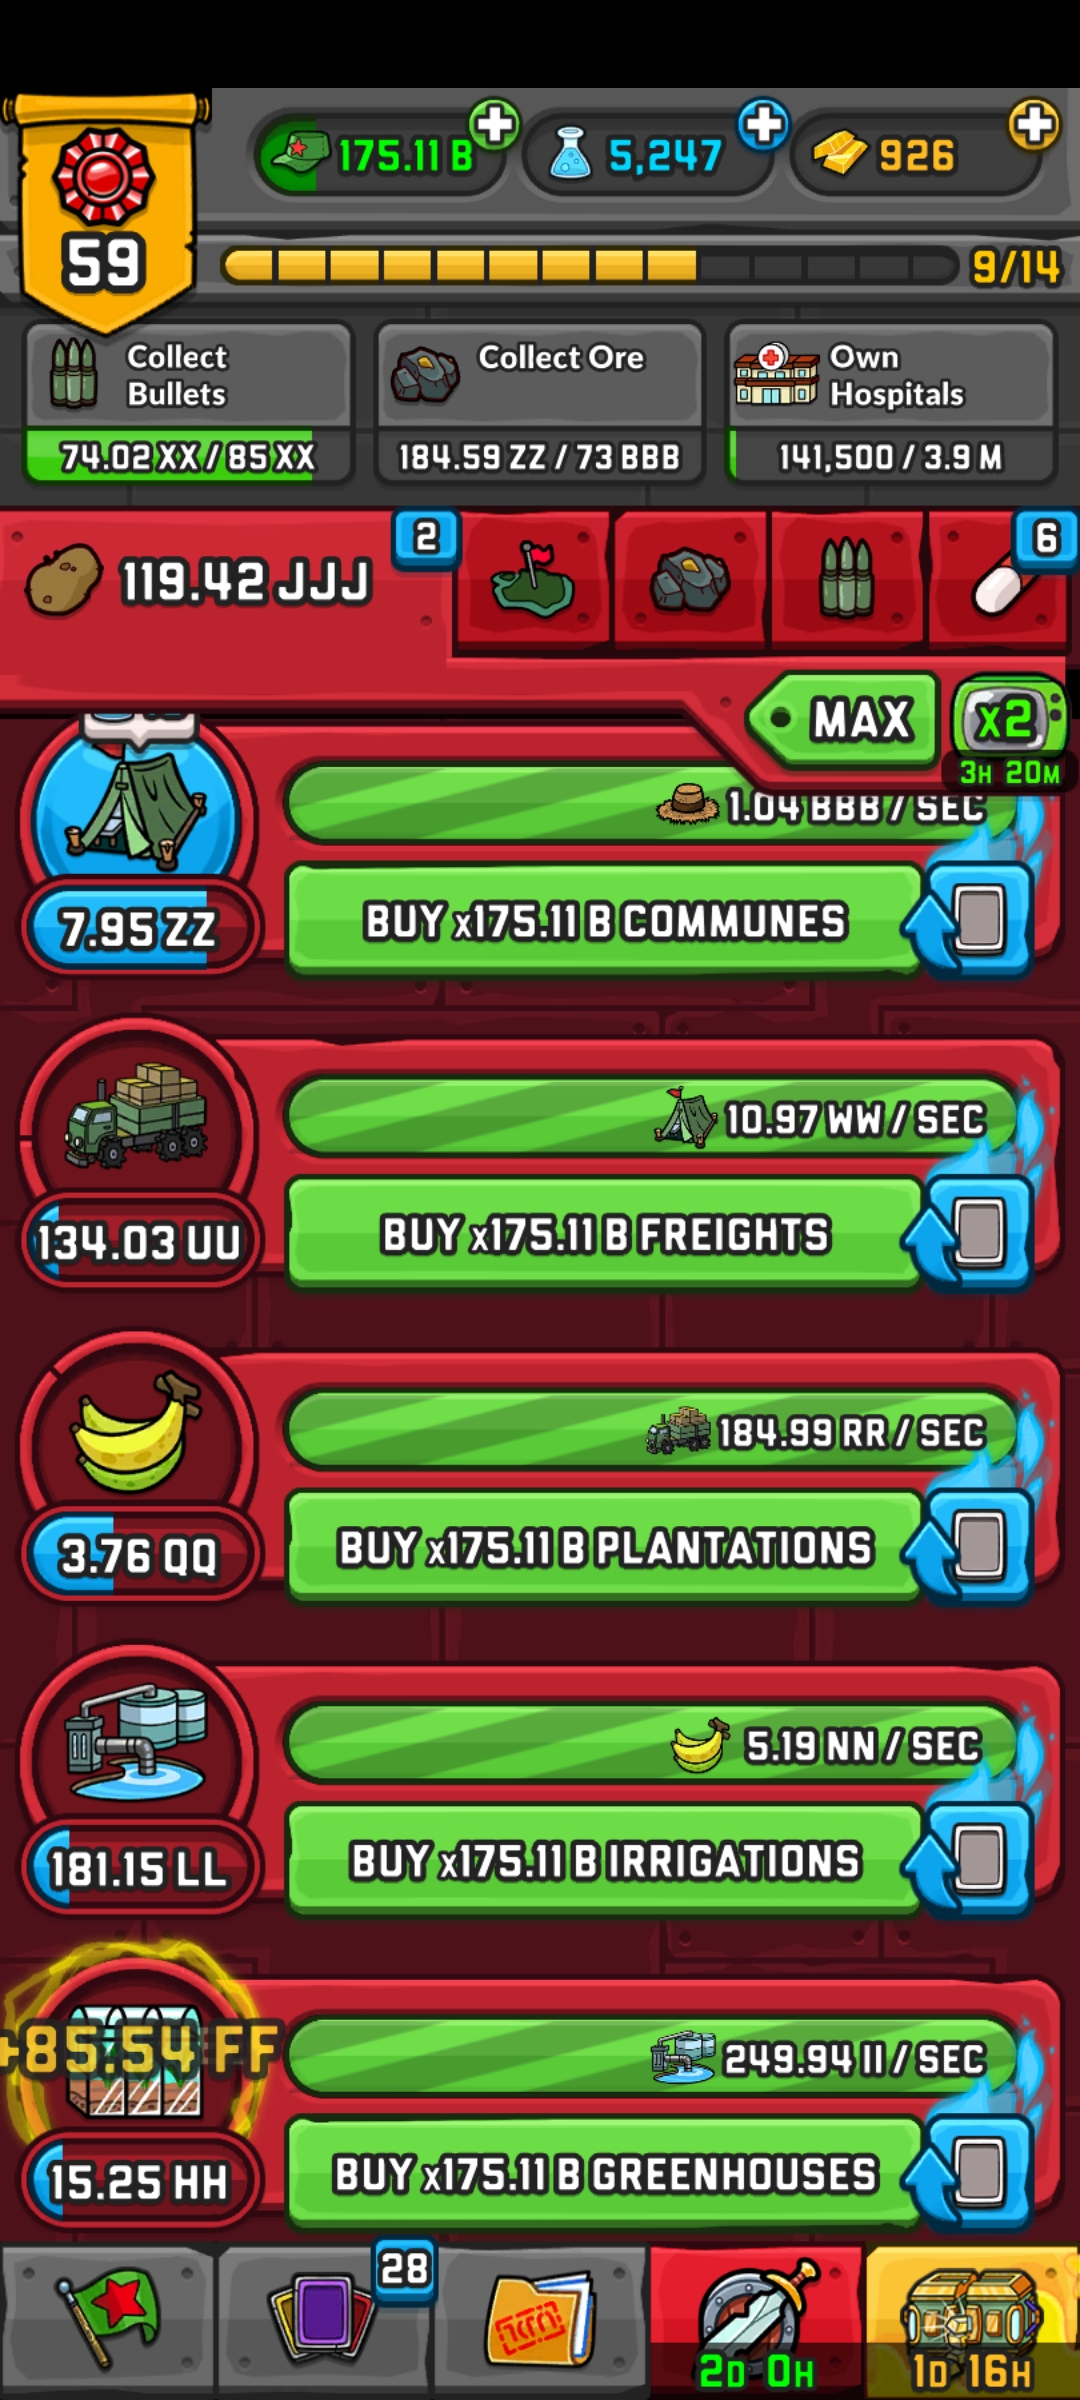 175.11 B
5,247
926
59
9/14
Collect
Bullets
74.02 XX / 85 XX
Collect Ore
184.59 ZZ / 73 BBB
Own
Hospitals
141,500 / 3.9 M
119.42 JJJ
2
6
MAX
x2
3H 20M
1.04 BBB / SEC
7.95 ZZ
BUY x175.11 B COMMUNES
10.97 WW / SEC
134.03 UU
BUY x175.11 B FREIGHTS
184.99 RR / SEC
3.76 QQ
BUY x175.11 B PLANTATIONS
5.19 NN / SEC
181.15 LL
BUY x175.11 B IRRIGATIONS
+85.54 FF
249.94 II / SEC
15.25 HH
BUY x175.11 B GREENHOUSES
28
2D 0H
1D 16H